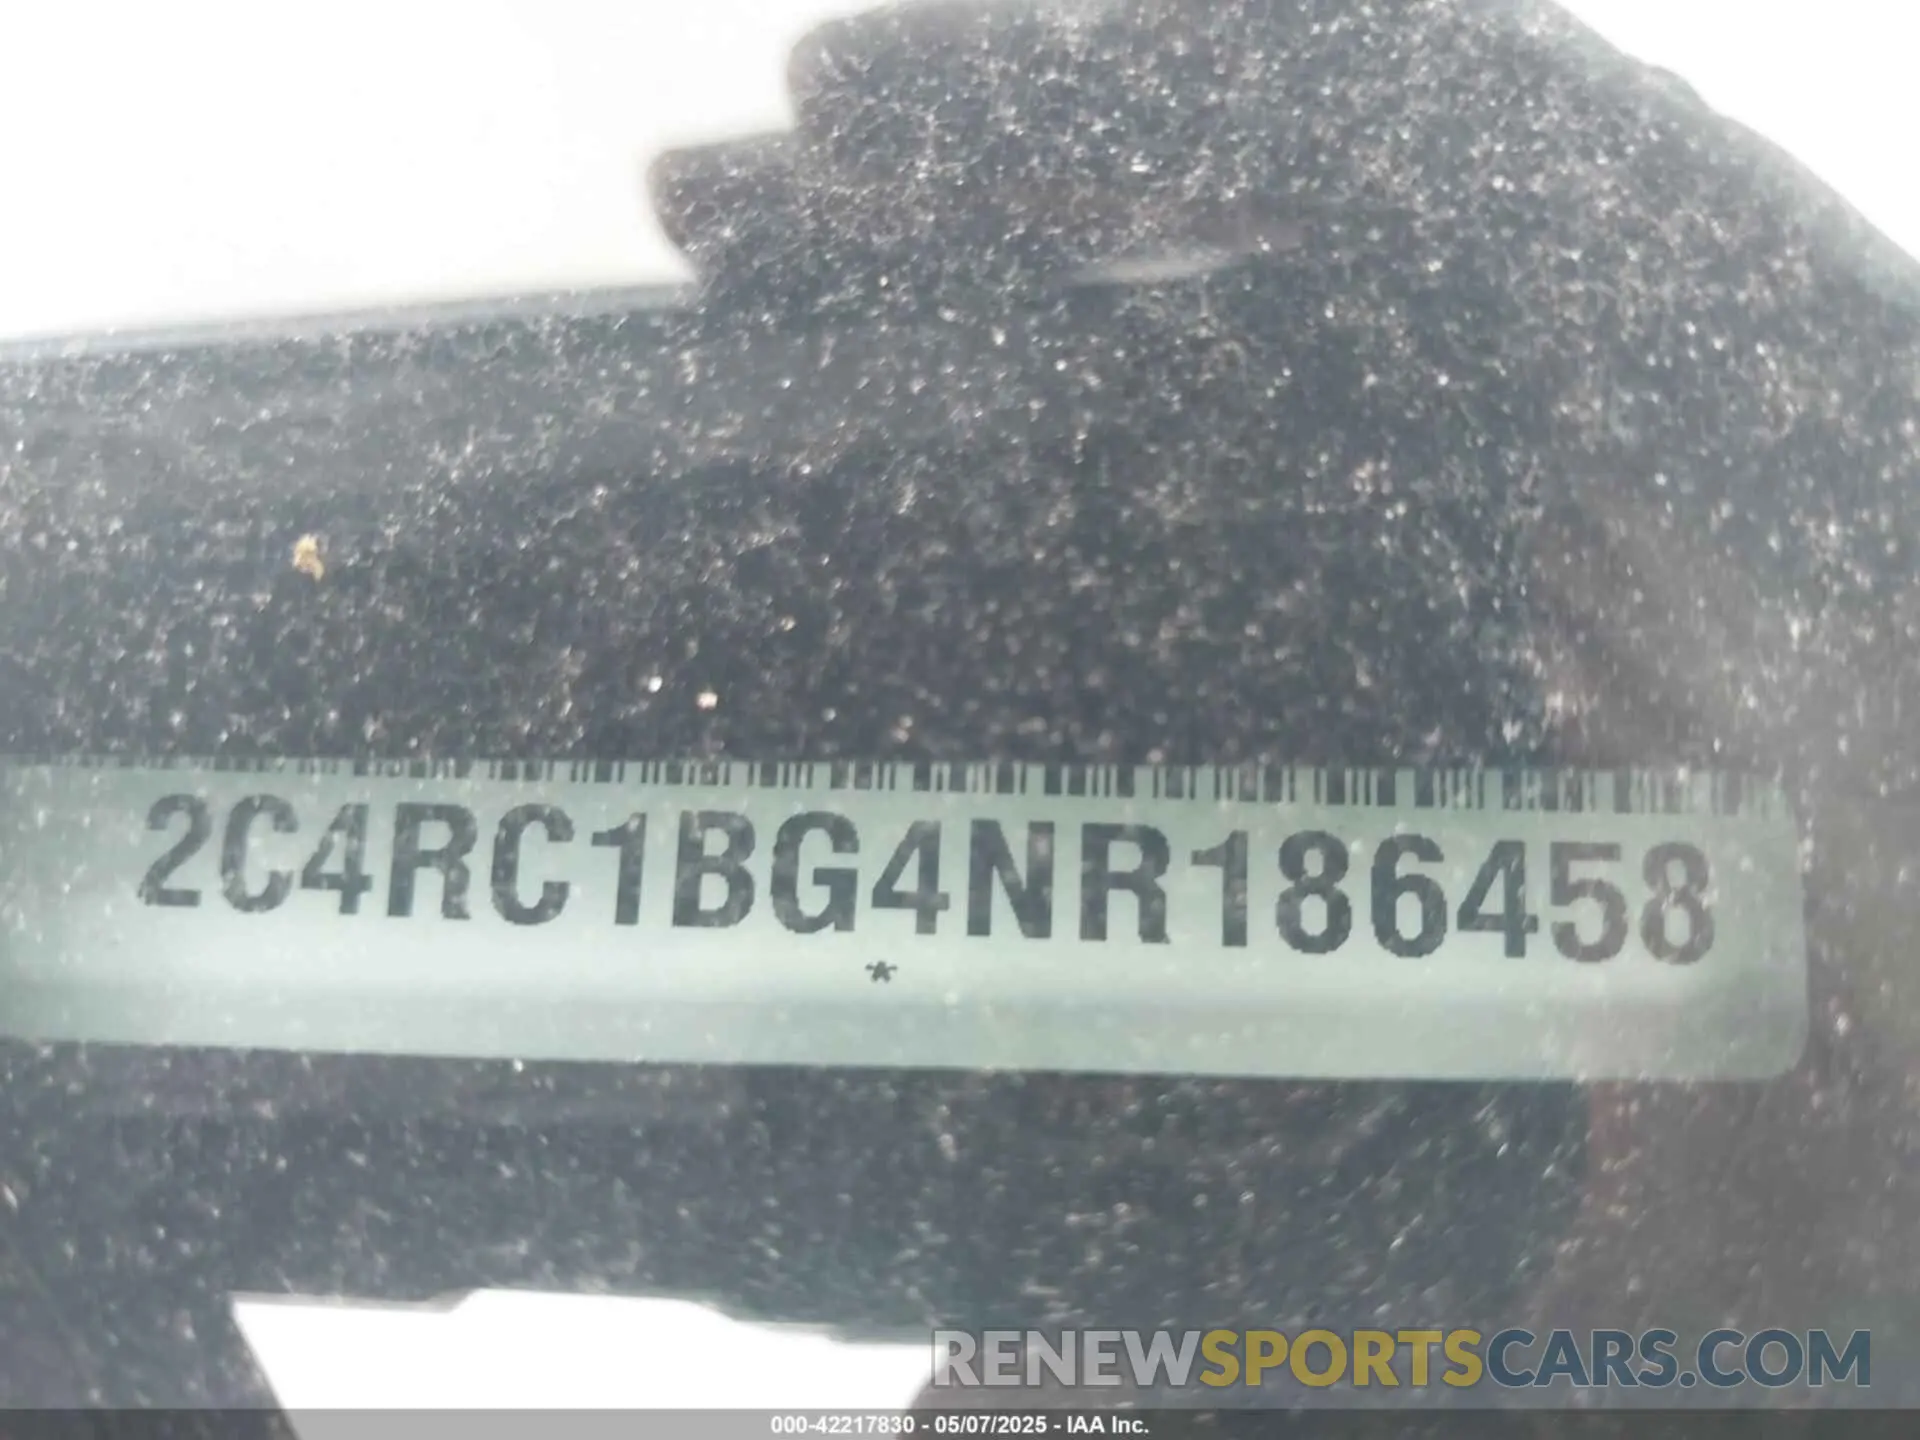 2C4RC1BG4NR186458
*
RENEWSPORTSCARS.COM
000-42217830 - 05/07/2025 - IAA Inc.